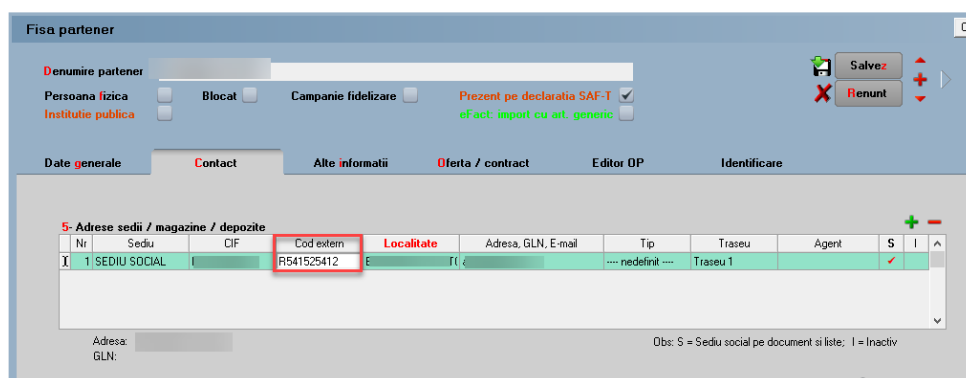 Fisa partener
Denumire partener
Salvez
Persoana fizica Blocat Campanie fidelizare Prezent pe declaratia SAF-T
Renunt
Institutie publica eFact: import cu art. generic
Date generale Contact Alte informatii Oferta / contract Editor OP Identificare
5- Adrese sedii / magazine / depozite
Nr Sediu CIF Cod extern Localitate Adresa, GLN, E-mail Tip Traseu Agent S I
1 SEDIU SOCIAL R541525412 ---- nedefinit ---- Traseu 1
Adresa: Obs: S = Sediu social pe document si liste; I = Inactiv
GLN: